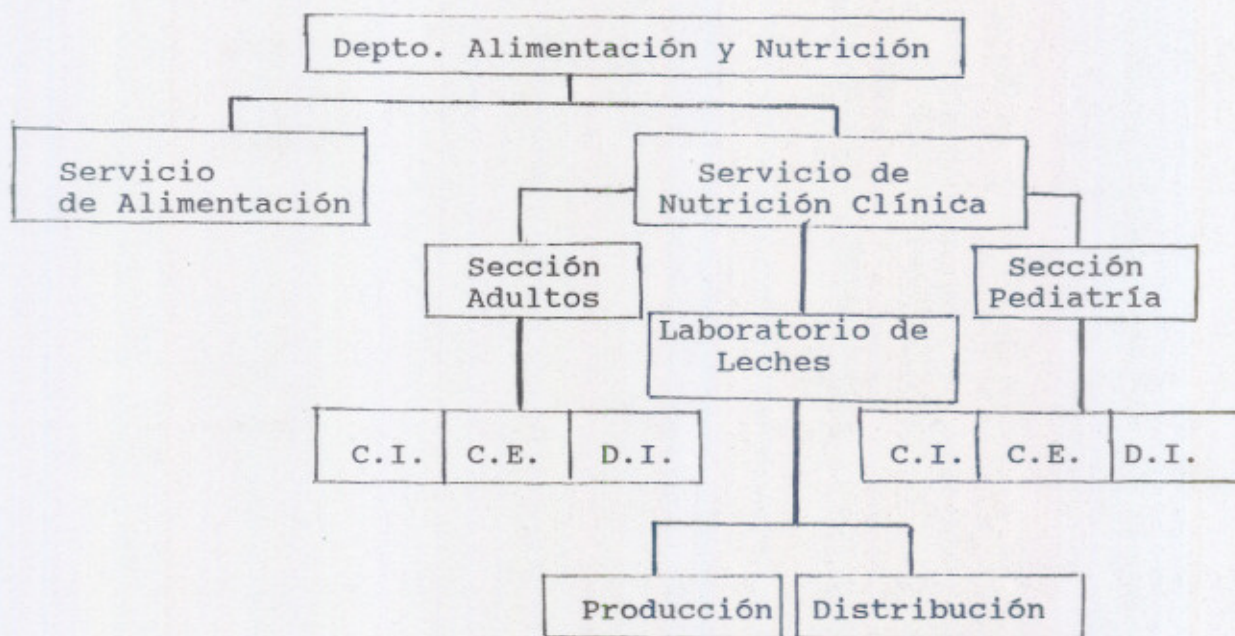 Depto. Alimentación y Nutrición
Servicio
de Alimentación
Servicio de
Nutrición Clínica
Sección
Adultos
Sección
Pediatría
Laboratorio de
Leches
C.I. C.E. D.I.
C.I. C.E. D.I.
Producción
Distribución